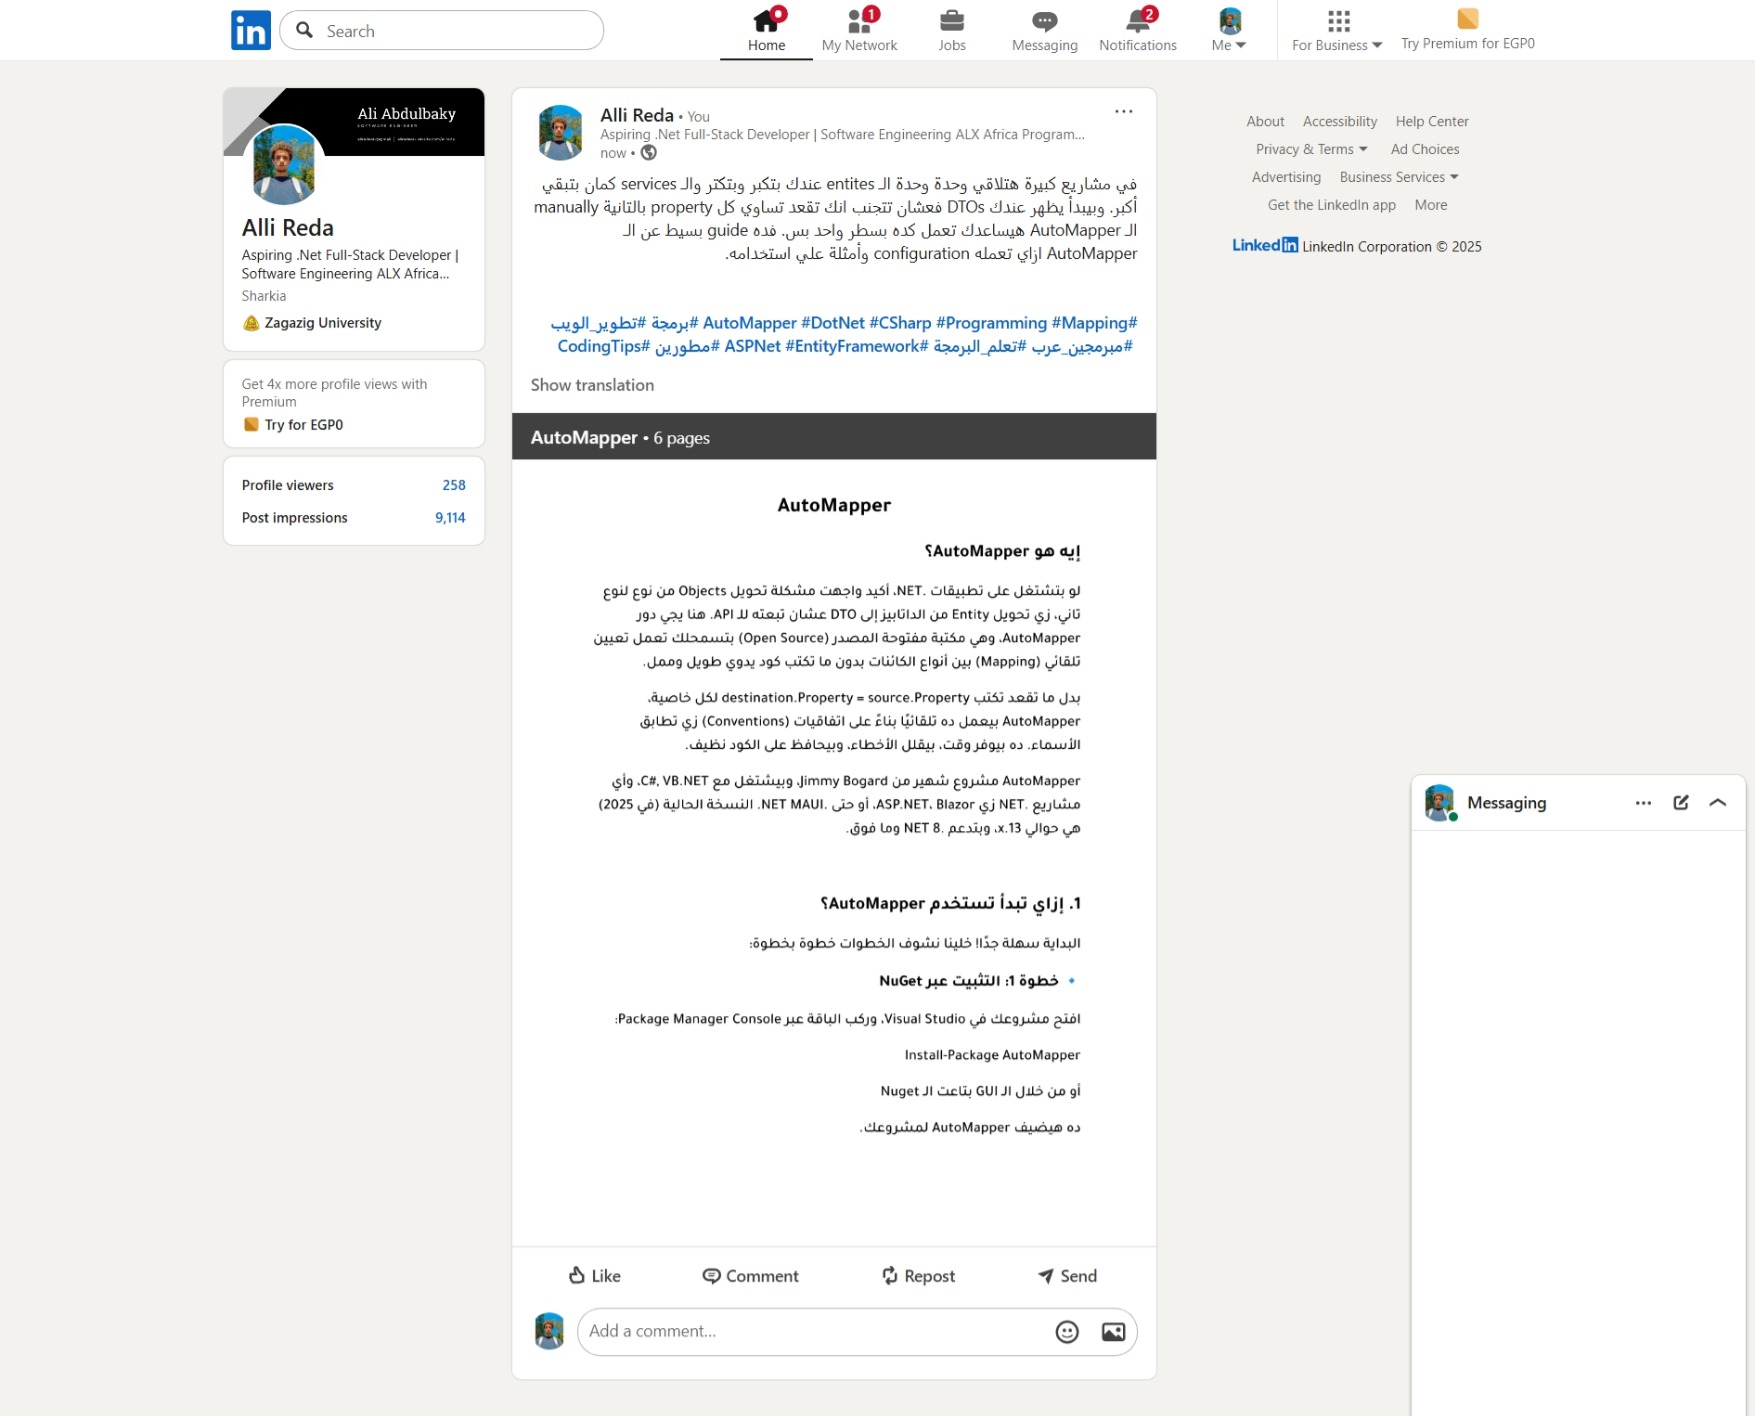 in
Search
Home
My Network
1
Jobs
Messaging
Notifications
2
Me
For Business
Try Premium for EGP0
Ali Abdulbaky
Alli Reda
Aspiring .Net Full-Stack Developer |
Software Engineering ALX Africa...
Sharkia
Zagazig University
Get 4x more profile views with
Premium
Try for EGP0
Profile viewers 258
Post impressions 9,114
Alli Reda • You
Aspiring .Net Full-Stack Developer | Software Engineering ALX Africa Program...
now •
في مشاريع كبيرة هتلاقي وحدة وحدة الـ entites عندك بتكبر وبتكتر والـ services كمان بتبقي
أكبر. وبيبدأ يظهر عندك DTOs فعشان تتجنب انك تقعد تساوي كل property بالتانية manually
الـ AutoMapper هيساعدك تعمل كده بسطر واحد بس. فده guide بسيط عن الـ
AutoMapper ازاي تعمله configuration وأمثلة علي استخدامه.
#AutoMapper #DotNet #CSharp #Programming #Mapping #برمجة #تطوير_الويب
#مبرمجين_عرب #تعلم_البرمجة #ASPNet #EntityFramework #مطورين #CodingTips
Show translation
AutoMapper • 6 pages
AutoMapper
إيه هو AutoMapper؟
لو بتشتغل على تطبيقات .NET، أكيد واجهت مشكلة تحويل Objects من نوع لنوع
تاني، زي تحويل Entity من الداتابيز إلى DTO عشان تبعته للـ API. هنا يجي دور
AutoMapper، وهي مكتبة مفتوحة المصدر (Open Source) بتسمحلك تعمل تعيين
تلقائي (Mapping) بين أنواع الكائنات بدون ما تكتب كود يدوي طويل وممل.
بدل ما تقعد تكتب destination.Property = source.Property لكل خاصية،
AutoMapper بيعمل ده تلقائيًا بناءً على اتفاقيات (Conventions) زي تطابق
الأسماء. ده بيوفر وقت، بيقلل الأخطاء، وبيحافظ على الكود نظيف.
AutoMapper مشروع شهير من Jimmy Bogard، وبيشتغل مع C#, VB.NET، وأي
مشاريع .NET زي ASP.NET، Blazor، أو حتى .NET MAUI. النسخة الحالية (في 2025)
هي حوالي 13.x، وبتدعم .NET 8 وما فوق.
1. إزاي تبدأ تستخدم AutoMapper؟
البداية سهلة جدًا! خلينا نشوف الخطوات خطوة بخطوة:
خطوة 1: التثبيت عبر NuGet
افتح مشروعك في Visual Studio، وركب الباقة عبر Package Manager Console:
Install-Package AutoMapper
أو من خلال الـ GUI بتاعت الـ Nuget
ده هيضيف AutoMapper لمشروعك.
Like
Comment
Repost
Send
Add a comment...
About Accessibility Help Center
Privacy & Terms Ad Choices
Advertising Business Services
Get the LinkedIn app More
LinkedIn LinkedIn Corporation © 2025
Messaging